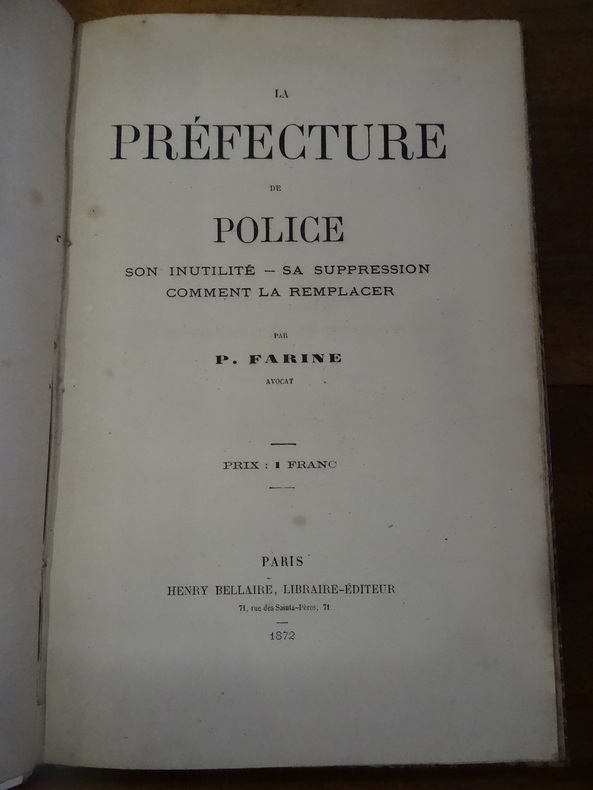 LA
PRÉFECTURE
DE
POLICE
SON INUTILITÉ — SA SUPPRESSION
COMMENT LA REMPLACER
PAR
P. FARINE
AVOCAT
PRIX : 1 FRANC
PARIS
HENRY BELLAIRE, LIBRAIRE-ÉDITEUR
71, rue des Saints-Pères, 71
1872